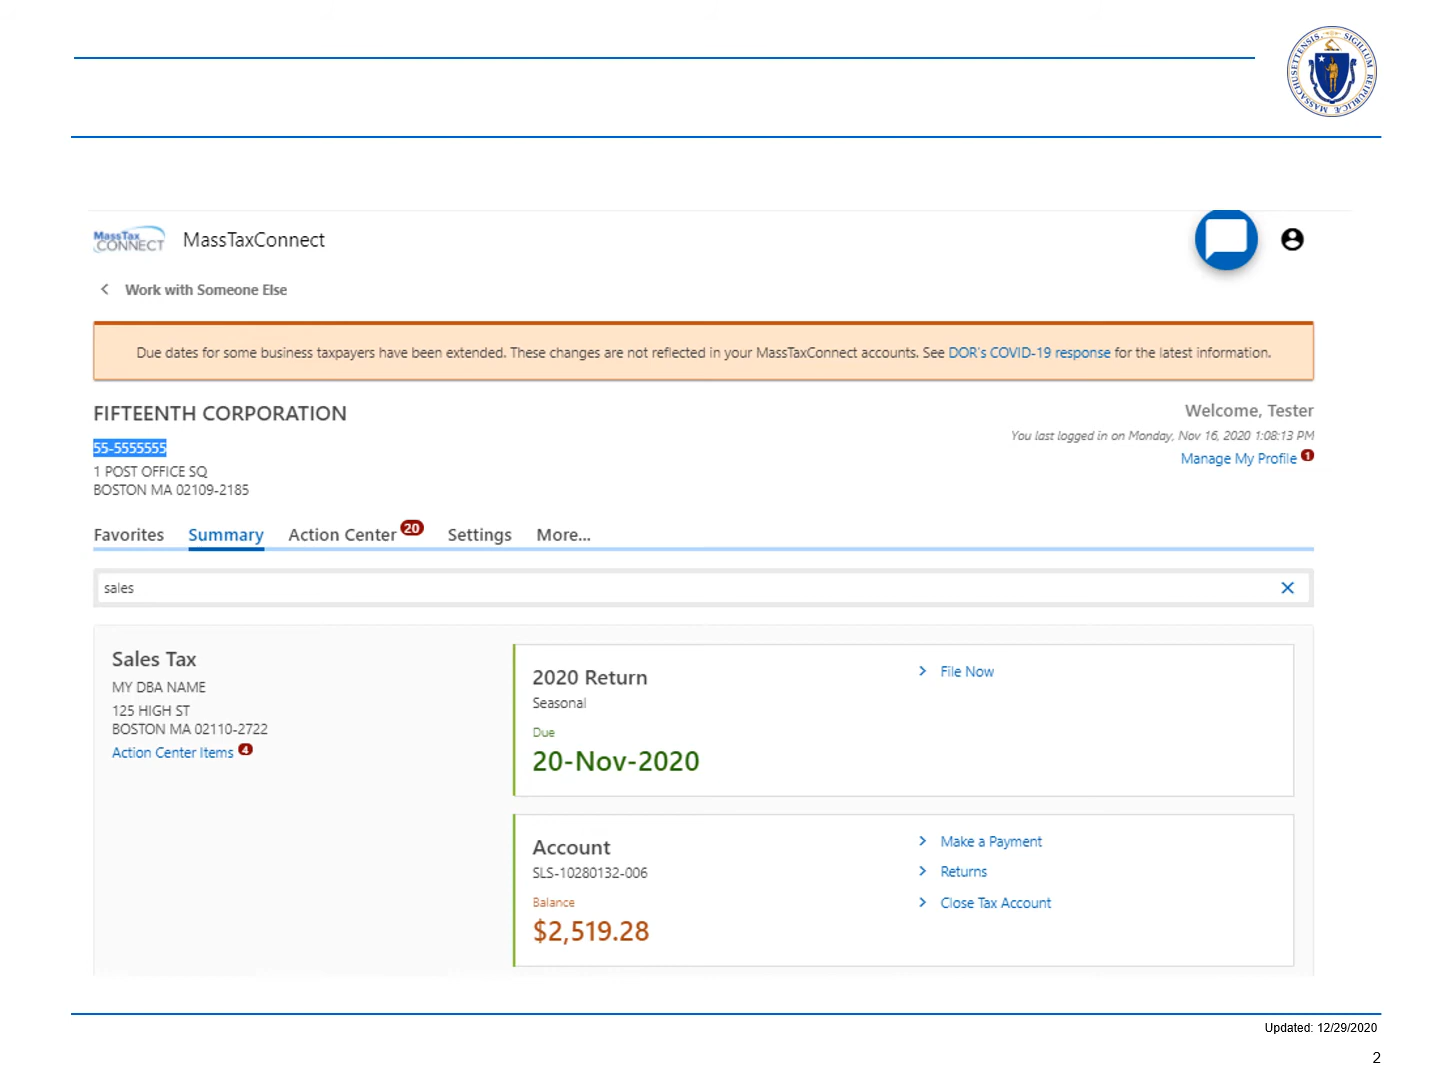 MASSACHUSETTENSIS. SIGILLUM REIPUBLICÆ
MassTax
CONNECT
MassTaxConnect
Work with Someone Else
Due dates for some business taxpayers have been extended. These changes are not reflected in your MassTaxConnect accounts. See DOR's COVID-19 response for the latest information.
FIFTEENTH CORPORATION
Welcome, Tester
55-5555555
You last logged in on Monday, Nov 16, 2020 1:08:13 PM
1 POST OFFICE SQ
Manage My Profile 1
BOSTON MA 02109-2185
Favorites Summary Action Center 20 Settings More...
sales
Sales Tax
MY DBA NAME
125 HIGH ST
BOSTON MA 02110-2722
Action Center Items 4
2020 Return
File Now
Seasonal
Due
20-Nov-2020
Account
Make a Payment
SLS-10280132-006
Returns
Balance
Close Tax Account
$2,519.28
Updated: 12/29/2020
2